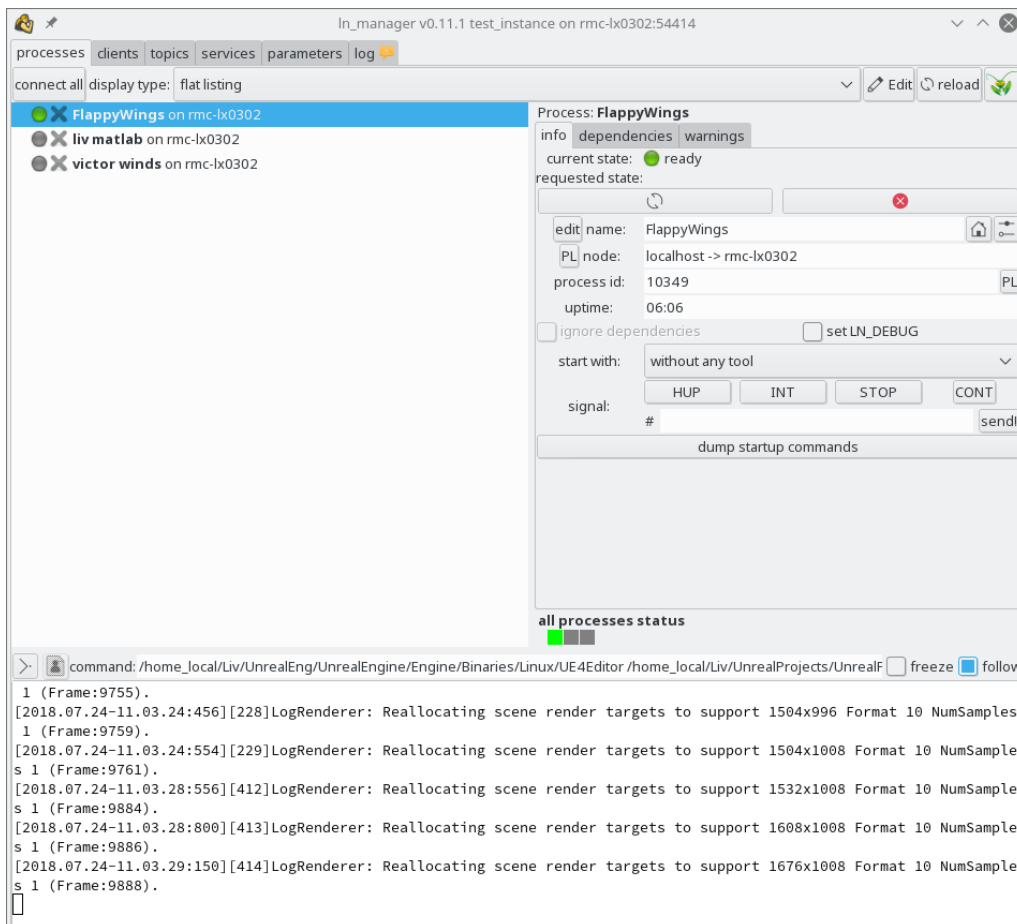 ln_manager v0.11.1 test_instance on rmc-lx0302:54414
processes clients topics services parameters log
connect all display type: flat listing Edit reload
FlappyWings on rmc-lx0302
liv matlab on rmc-lx0302
victor winds on rmc-lx0302
Process: FlappyWings
info dependencies warnings
current state: ready
requested state:
edit name: FlappyWings
PL node: localhost -> rmc-lx0302
process id: 10349 PL
uptime: 06:06
ignore dependencies set LN_DEBUG
start with: without any tool
signal: HUP INT STOP CONT
# send!
dump startup commands
all processes status
command: /home_local/Liv/UnrealEng/UnrealEngine/Engine/Binaries/Linux/UE4Editor /home_local/Liv/UnrealProjects/UnrealF freeze follow
1 (Frame:9755).
[2018.07.24-11.03.24:456][228]LogRenderer: Reallocating scene render targets to support 1504x996 Format 10 NumSamples
1 (Frame:9759).
[2018.07.24-11.03.24:554][229]LogRenderer: Reallocating scene render targets to support 1504x1008 Format 10 NumSample
s 1 (Frame:9761).
[2018.07.24-11.03.28:556][412]LogRenderer: Reallocating scene render targets to support 1532x1008 Format 10 NumSample
s 1 (Frame:9884).
[2018.07.24-11.03.28:800][413]LogRenderer: Reallocating scene render targets to support 1608x1008 Format 10 NumSample
s 1 (Frame:9886).
[2018.07.24-11.03.29:150][414]LogRenderer: Reallocating scene render targets to support 1676x1008 Format 10 NumSample
s 1 (Frame:9888).